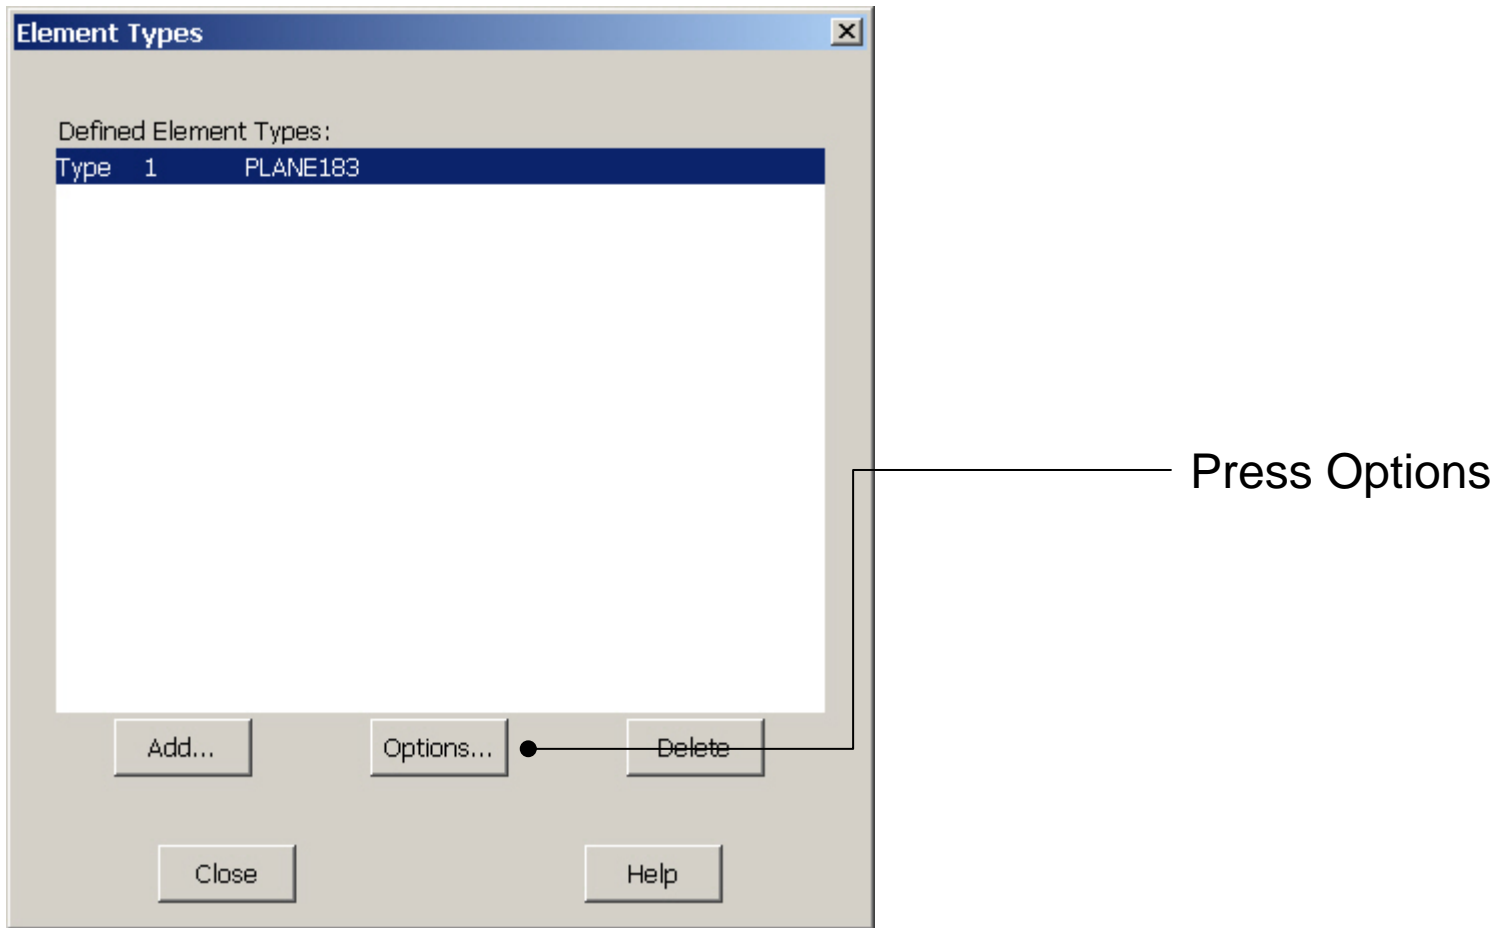 Element Types
Defined Element Types:
Type 1 PLANE183
Press Options
Add... Options... Delete
Close Help